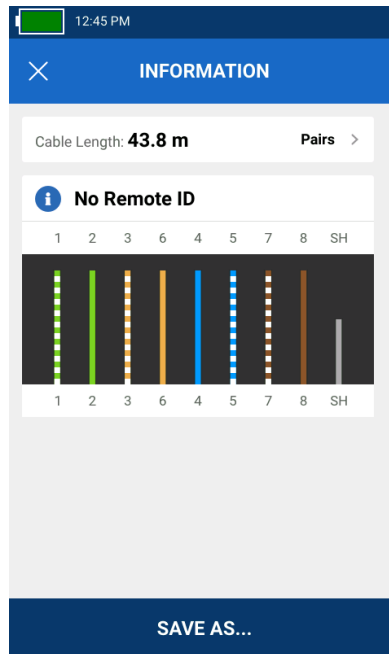 12:45 PM
INFORMATION
Cable Length: 43.8 m Pairs >
i No Remote ID
1 2 3 6 4 5 7 8 SH
1 2 3 6 4 5 7 8 SH
SAVE AS...